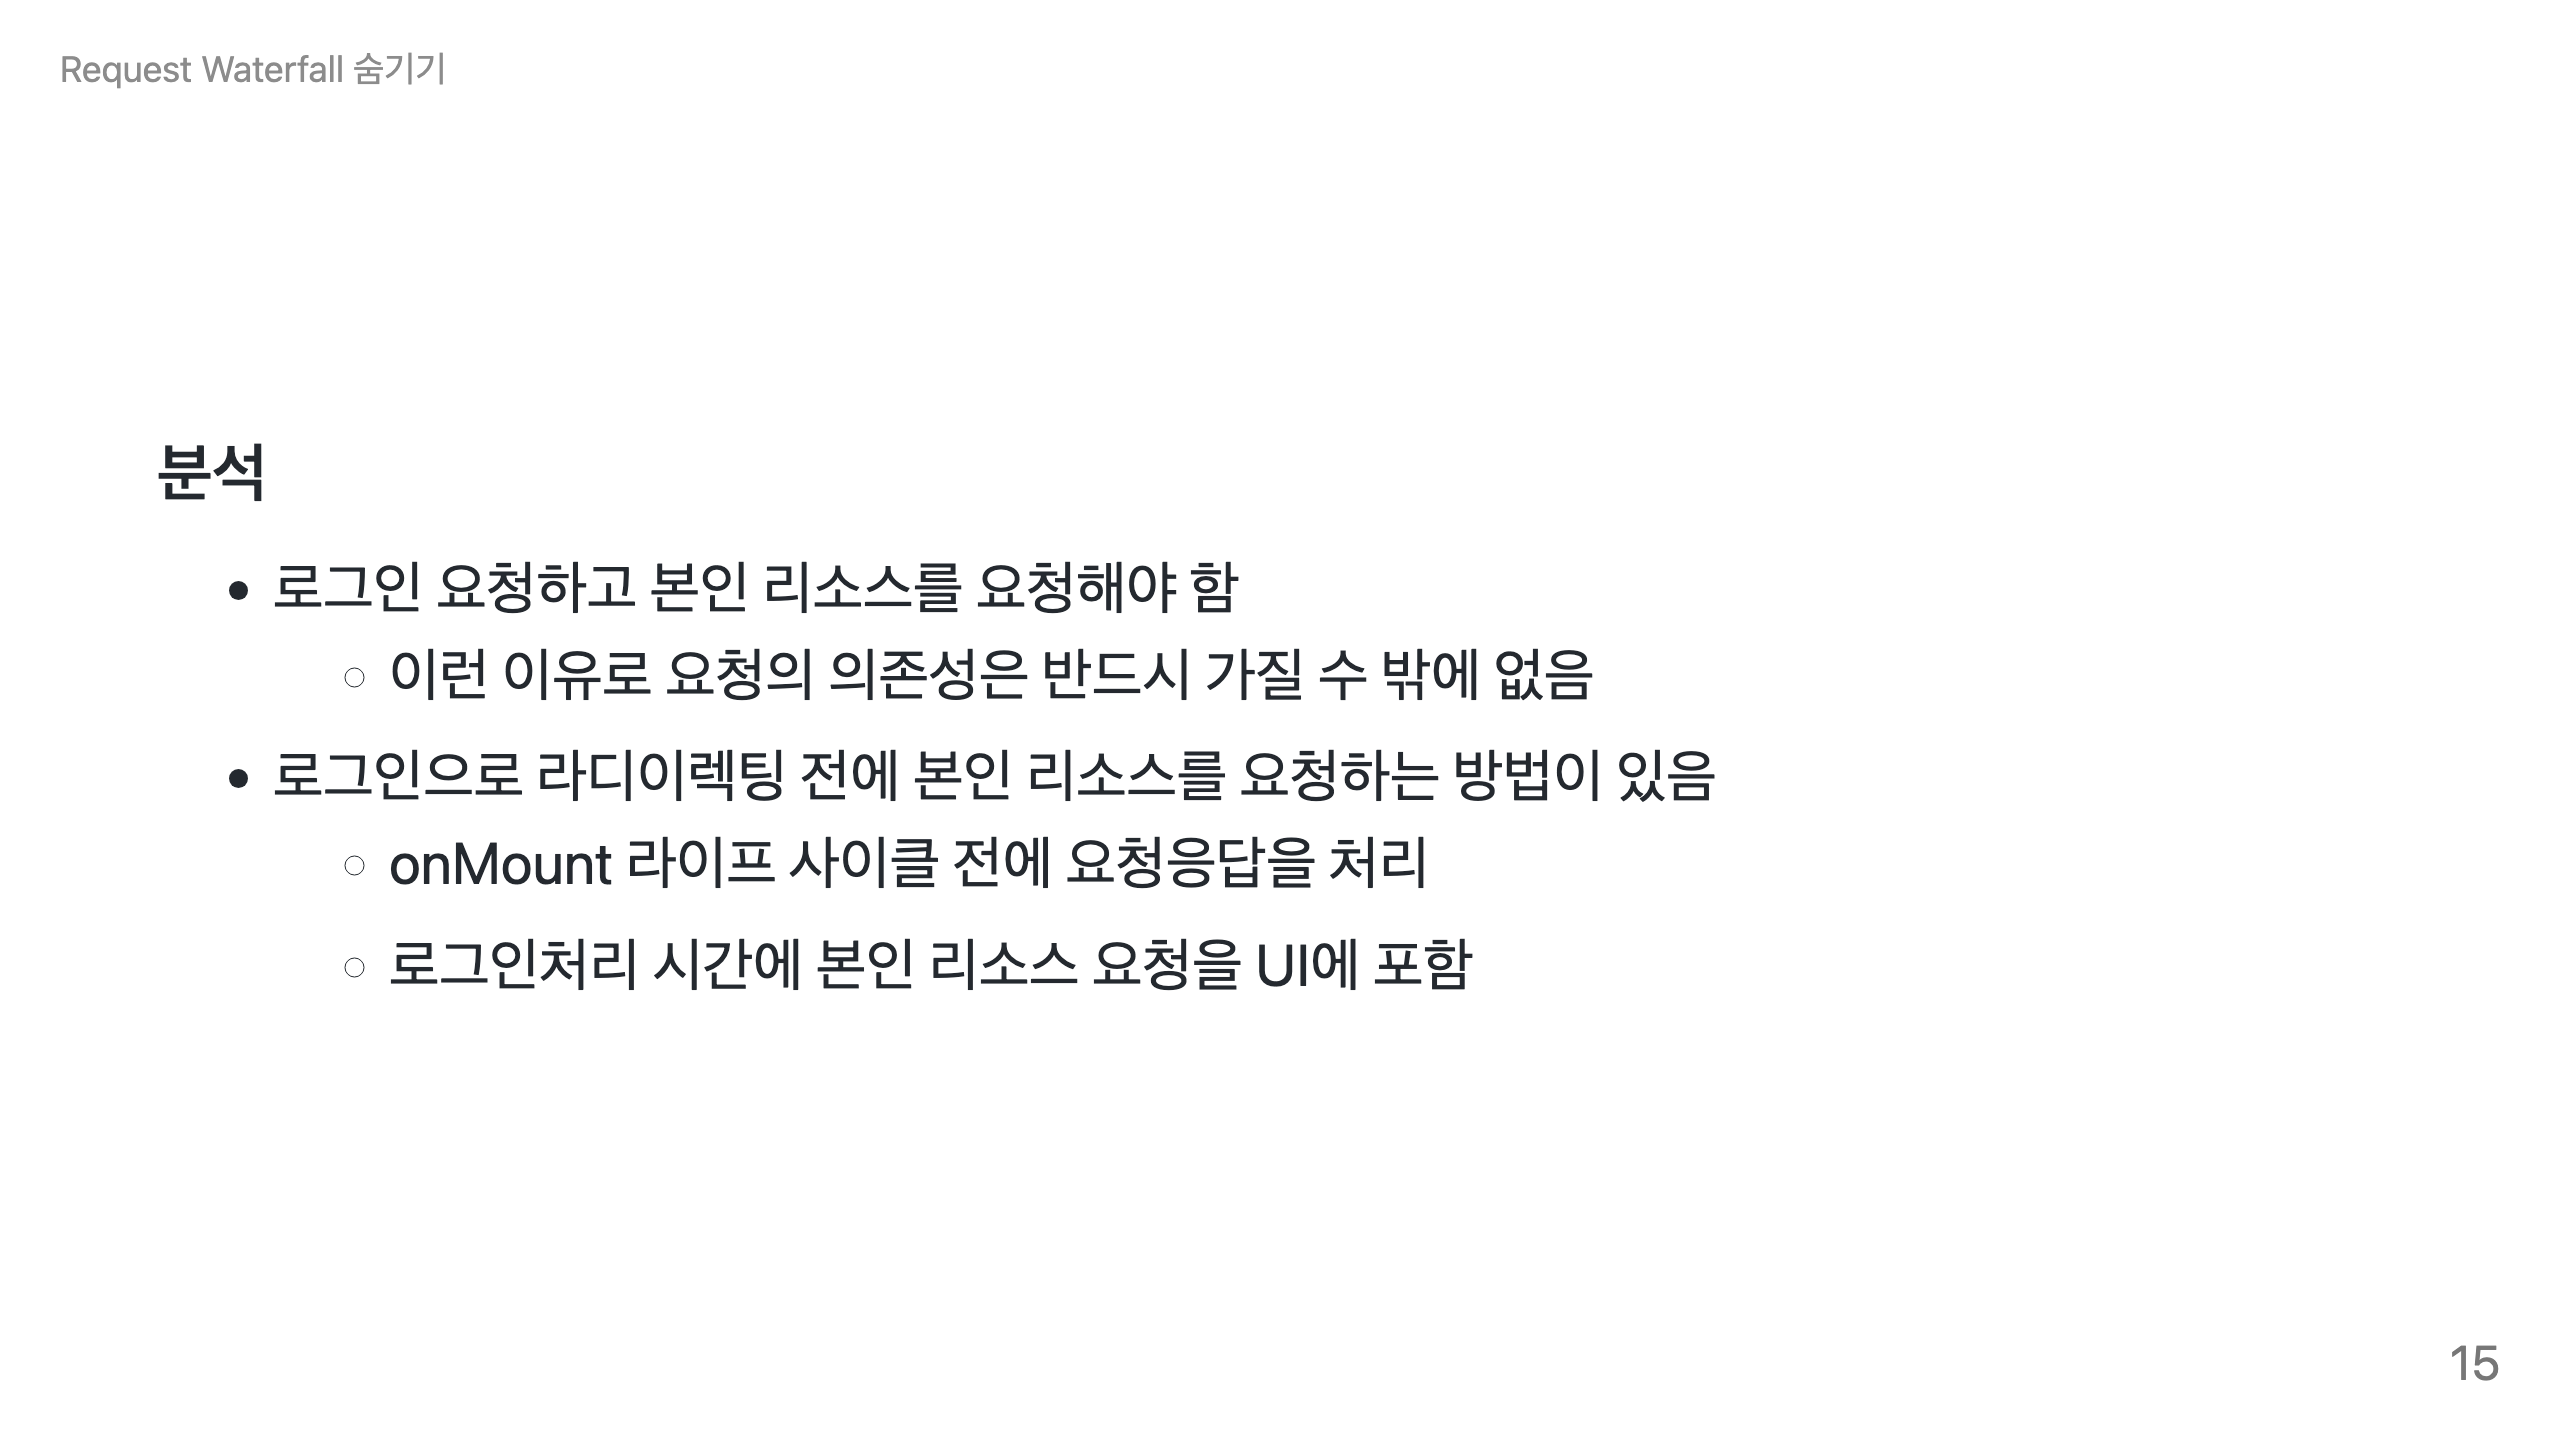 Request Waterfall 숨기기
분석
로그인 요청하고 본인 리소스를 요청해야 함
이런 이유로 요청의 의존성은 반드시 가질 수 밖에 없음
로그인으로 라디이렉팅 전에 본인 리소스를 요청하는 방법이 있음
onMount 라이프 사이클 전에 요청응답을 처리
로그인처리 시간에 본인 리소스 요청을 UI에 포함
15